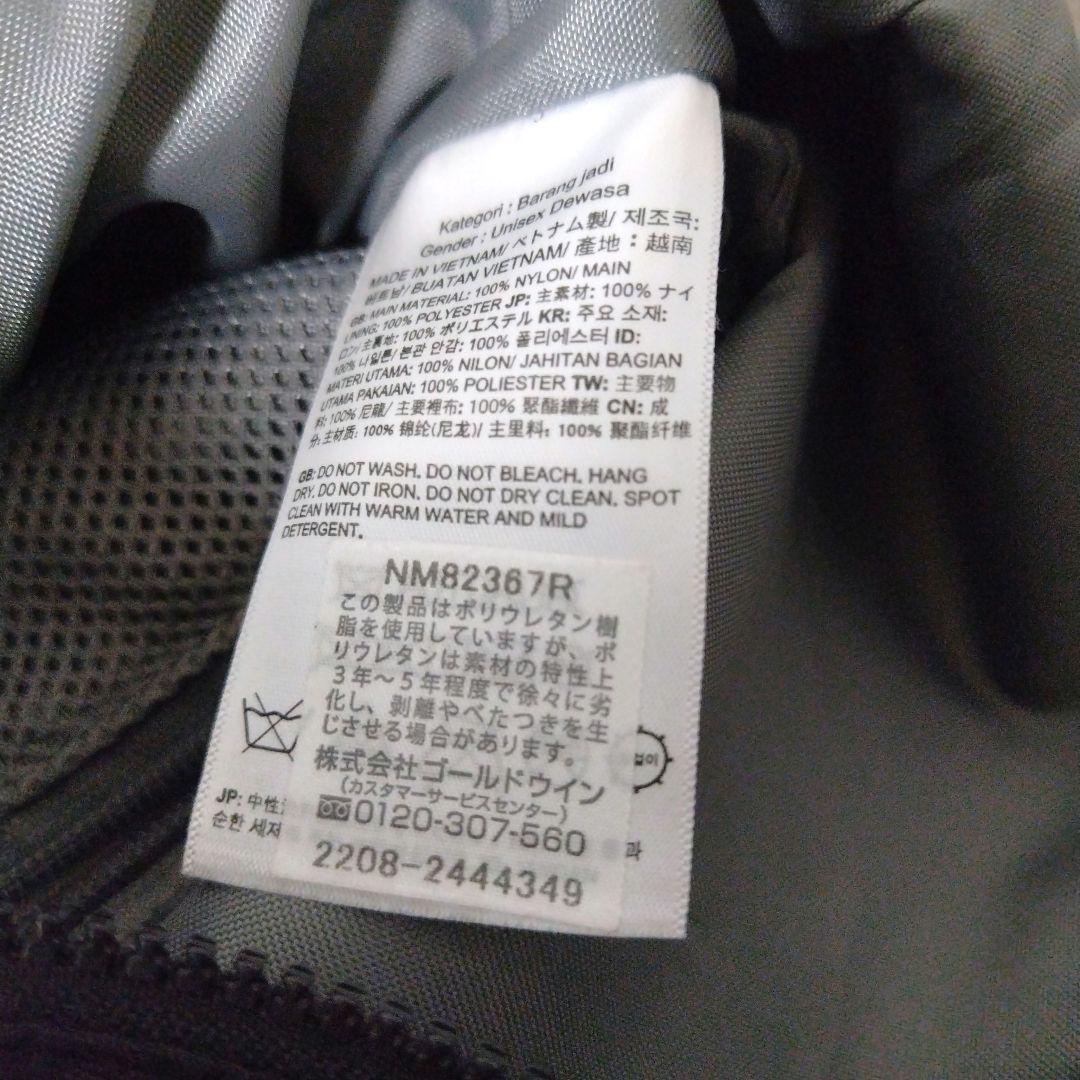 Kategori : Barang jadi
Gender : Unisex Dewasa
MADE IN VIETNAM/ ベトナム製/ 제조국:
베트남/ BUATAN VIETNAM/ 產地：越南
GB: MAIN MATERIAL: 100% NYLON/ MAIN
LINING: 100% POLYESTER JP: 主素材: 100% ナイ
ロン/ 主裏地: 100% ポリエステル KR: 주요 소재:
100% 나일론/ 본판 안감: 100% 폴리에스터 ID:
MATERI UTAMA: 100% NILON/ JAHITAN BAGIAN
UTAMA PAKAIAN: 100% POLIESTER TW: 主要物
料: 100% 尼龍/ 主要裡布: 100% 聚酯纖維 CN: 成
分: 主材质: 100% 锦纶(尼龙)/ 主里料: 100% 聚酯纤维
GB: DO NOT WASH. DO NOT BLEACH. HANG
DRY. DO NOT IRON. DO NOT DRY CLEAN. SPOT
CLEAN WITH WARM WATER AND MILD
DETERGENT.
NM82367R
この製品はポリウレタン樹
脂を使用していますが、ポ
リウレタンは素材の特性上
3年～5年程度で徐々に劣
化し、剥離やべたつきを生
じさせる場合があります。
株式会社ゴールドウイン
(カスタマーサービスセンター)
0120-307-560
2208-2444349
걸이
JP: 中性
순한 세제
과